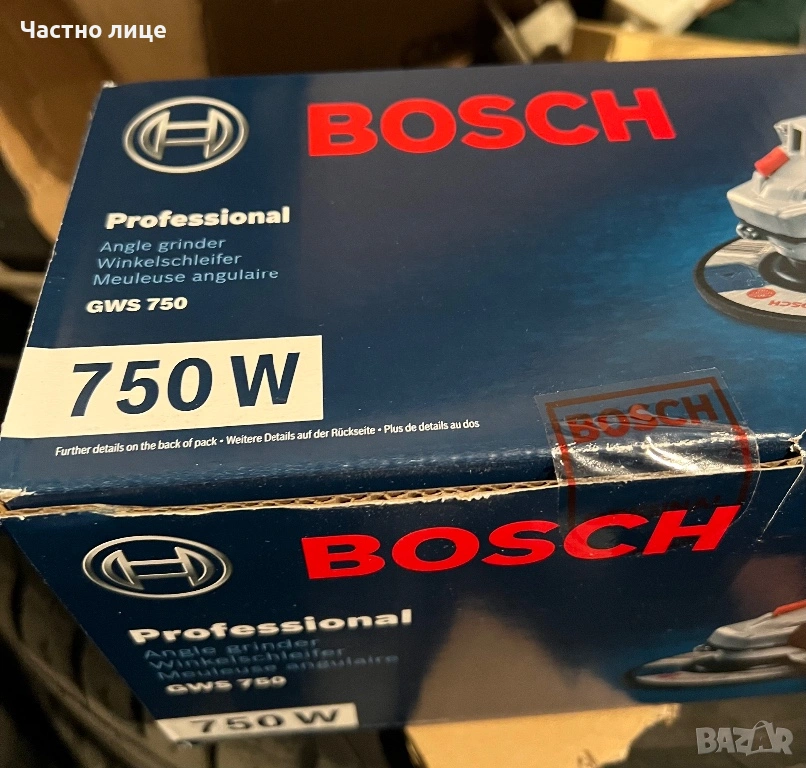 Частно лице
BOSCH
Professional
Angle grinder
Winkelschleifer
Meuleuse angulaire
GWS 750
750 W
Further details on the back of pack • Weitere Details auf der Rückseite • Plus de details au dos
BOSCH
BOSCH
BOSCH
Professional
Angle grinder
Winkelschleifer
Meuleuse angulaire
GWS 750
750 W
BAZAR